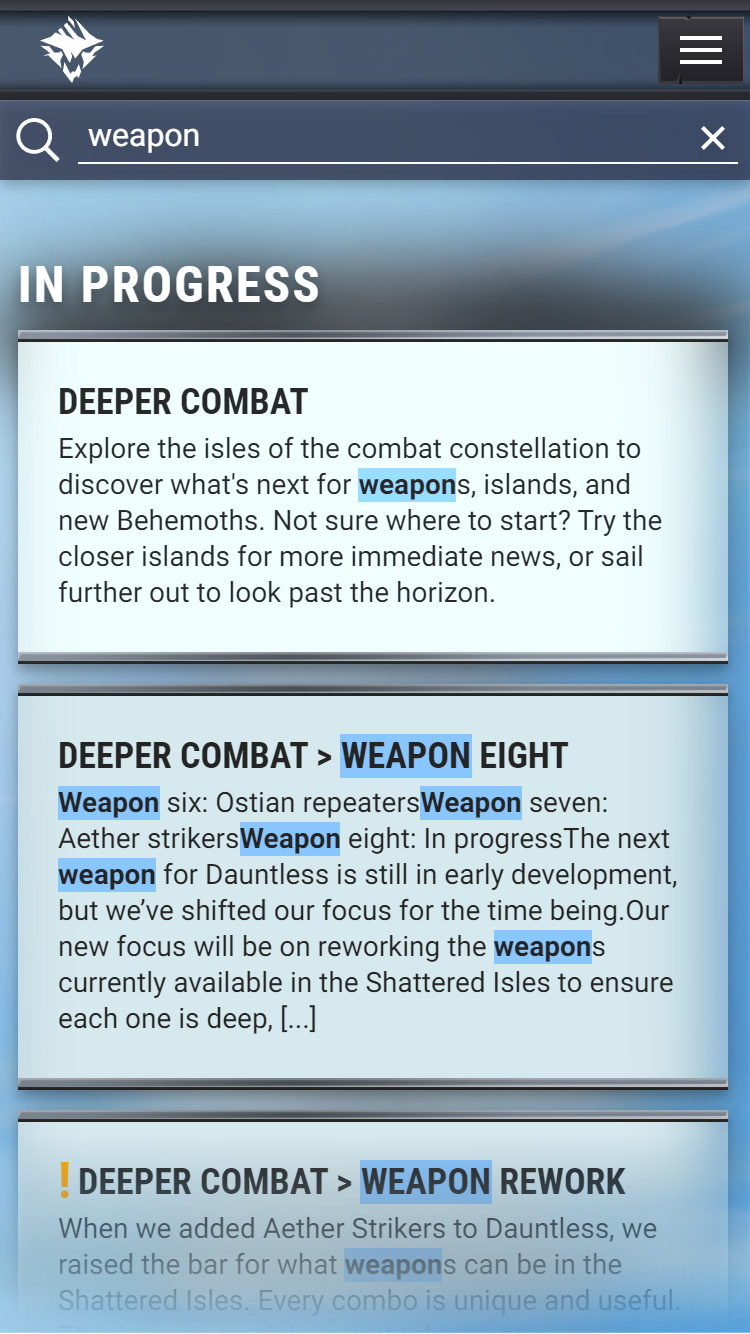 weapon
IN PROGRESS
DEEPER COMBAT
Explore the isles of the combat constellation to
discover what's next for weapons, islands, and
new Behemoths. Not sure where to start? Try the
closer islands for more immediate news, or sail
further out to look past the horizon.
DEEPER COMBAT > WEAPON EIGHT
Weapon six: Ostian repeatersWeapon seven:
Aether strikersWeapon eight: In progressThe next
weapon for Dauntless is still in early development,
but we’ve shifted our focus for the time being.Our
new focus will be on reworking the weapons
currently available in the Shattered Isles to ensure
each one is deep, [...]
! DEEPER COMBAT > WEAPON REWORK
When we added Aether Strikers to Dauntless, we
raised the bar for what weapons can be in the
Shattered Isles. Every combo is unique and useful.